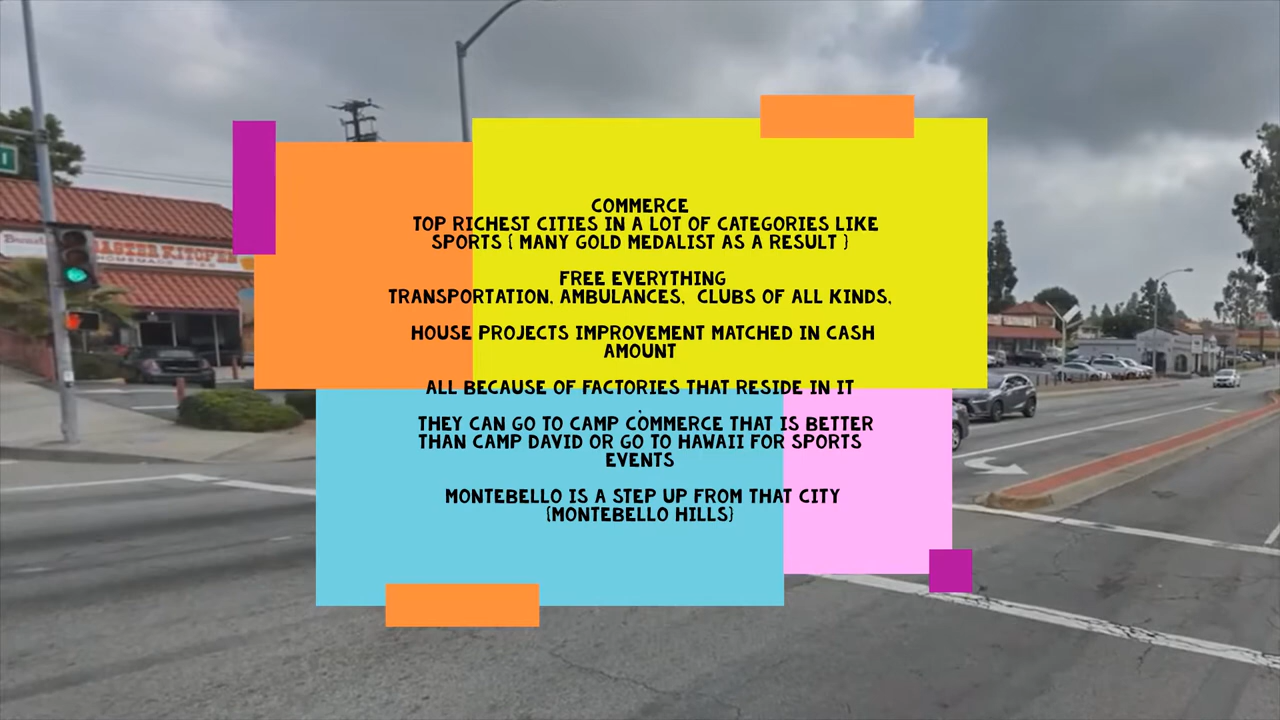 COMMERCE
TOP RICHEST CITIES IN A LOT OF CATEGORIES LIKE
SPORTS ( MANY GOLD MEDALIST AS A RESULT )
FREE EVERYTHING
TRANSPORTATION, AMBULANCES, CLUBS OF ALL KINDS,
HOUSE PROJECTS IMPROVEMENT MATCHED IN CASH
AMOUNT
ALL BECAUSE OF FACTORIES THAT RESIDE IN IT
THEY CAN GO TO CAMP COMMERCE THAT IS BETTER
THAN CAMP DAVID OR GO TO HAWAII FOR SPORTS
EVENTS
MONTEBELLO IS A STEP UP FROM THAT CITY
(MONTEBELLO HILLS)
KITCHEN
HOMEMADE PIES